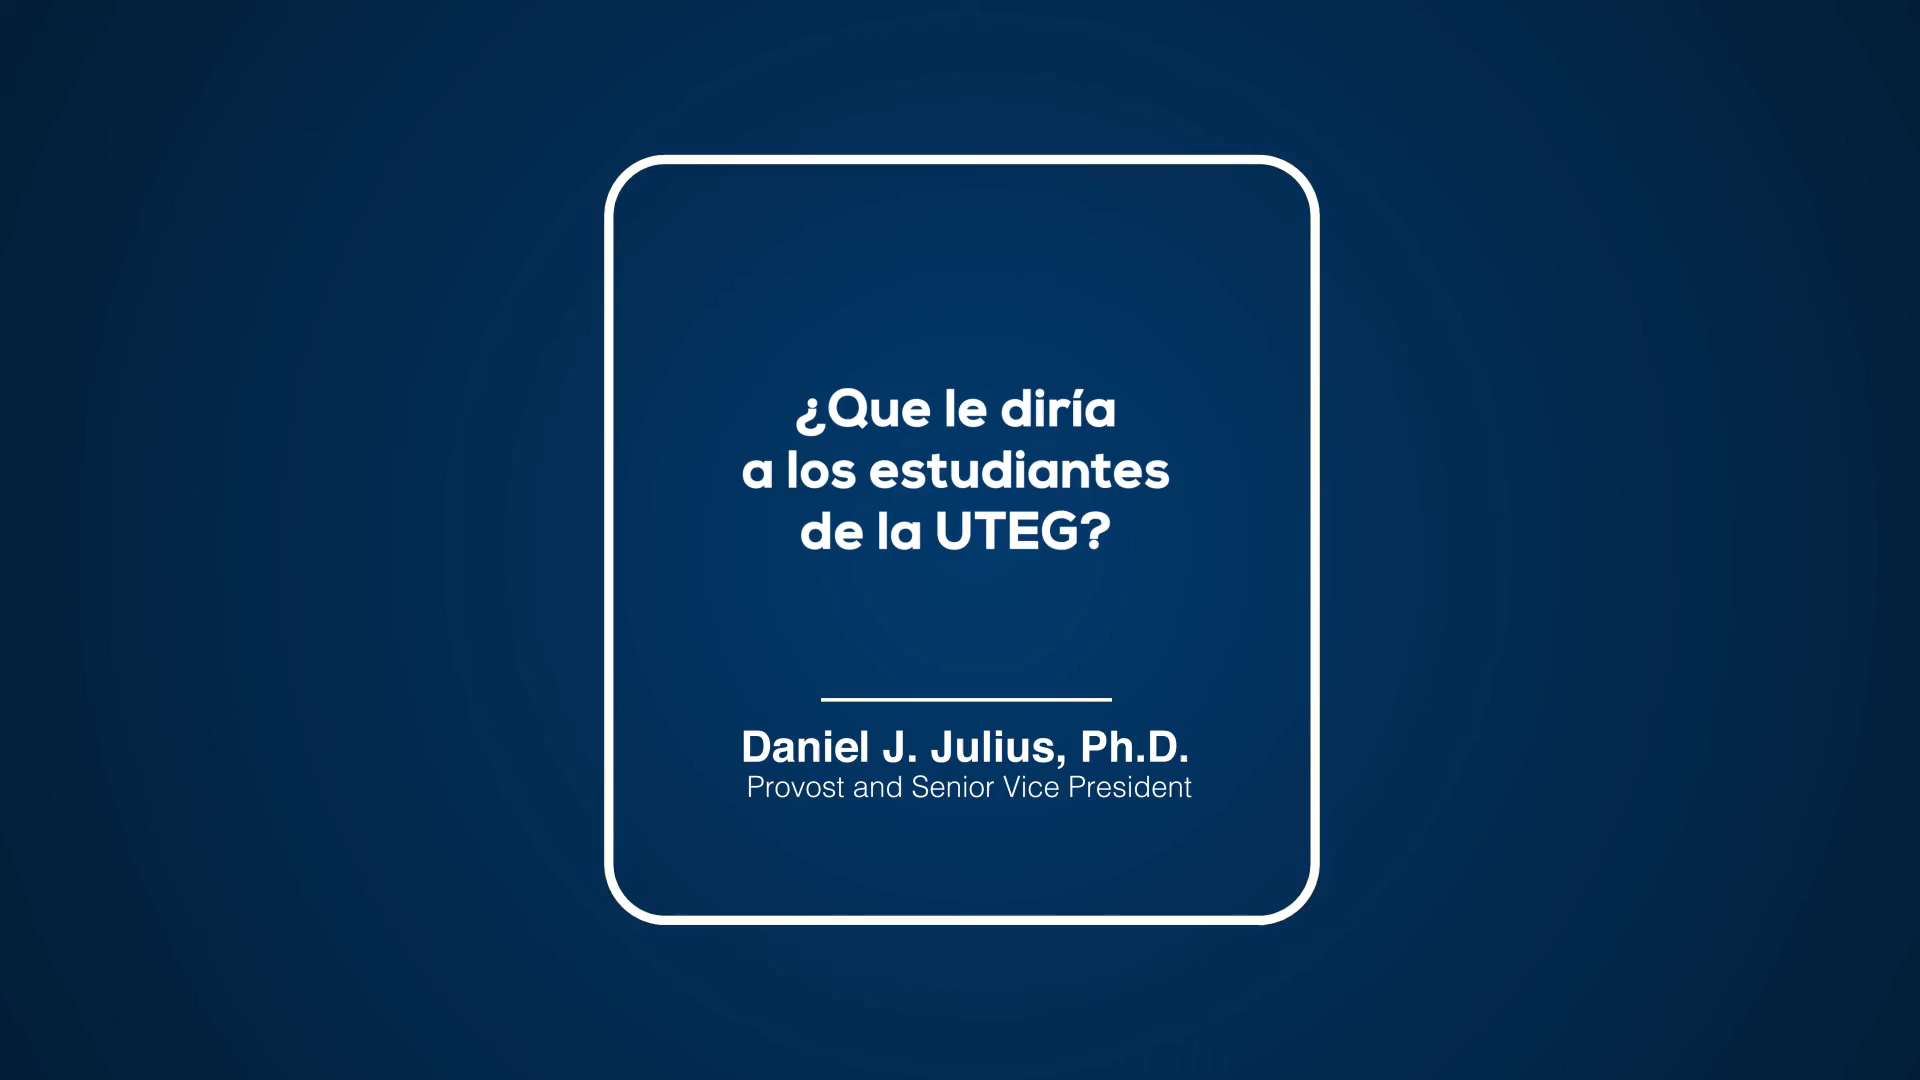 ¿Que le diría
a los estudiantes
de la UTEG?
Daniel J. Julius, Ph.D.
Provost and Senior Vice President